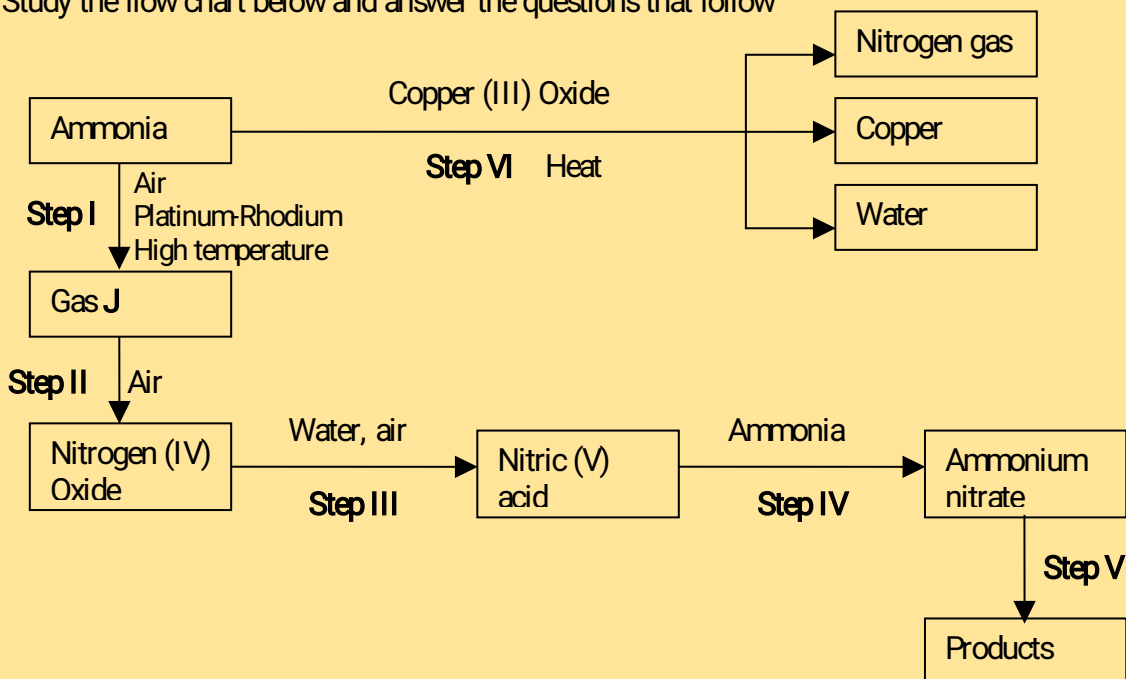 Study the flow chart below and answer the questions that follow
Nitrogen gas
Copper (III) Oxide
Ammonia
Copper
Step VI Heat
Air
Step I
Platinum-Rhodium
High temperature
Water
Gas J
Step II
Air
Water, air
Ammonia
Nitrogen (IV)
Oxide
Nitric (V)
acid
Ammonium
nitrate
Step III
Step IV
Step V
Products